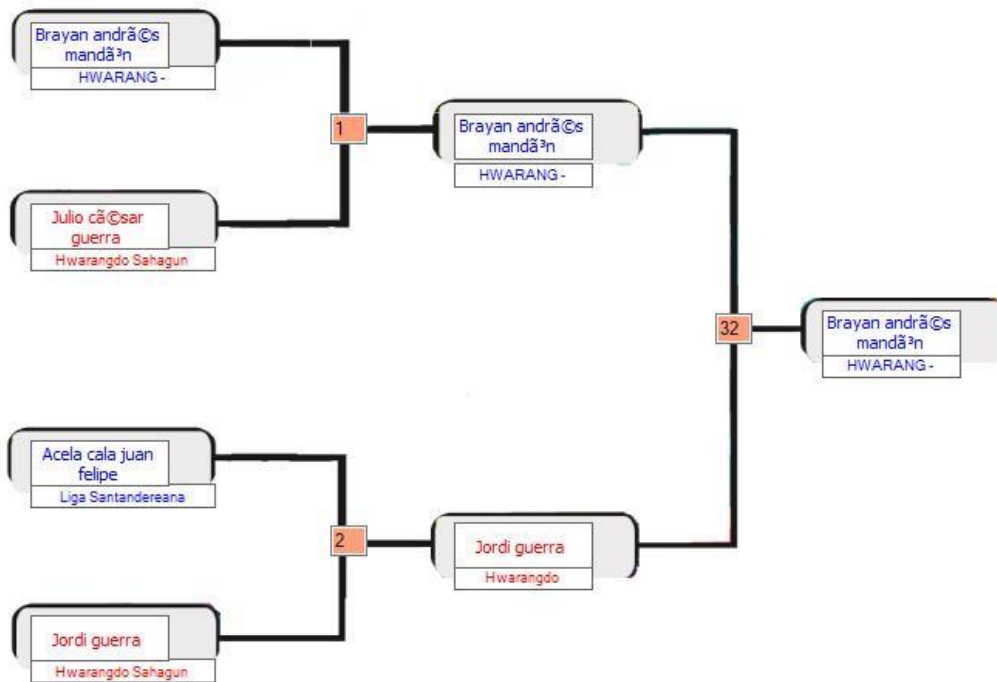 Brayan andrã©s
mandã³n
HWARANG -
1
Julio cã©sar
guerra
Hwarangdo Sahagun
Brayan andrã©s
mandã³n
HWARANG -
32
Brayan andrã©s
mandã³n
HWARANG -
Acela cala juan
felipe
Liga Santandereana
2
Jordi guerra
Hwarangdo Sahagun
Jordi guerra
Hwarangdo